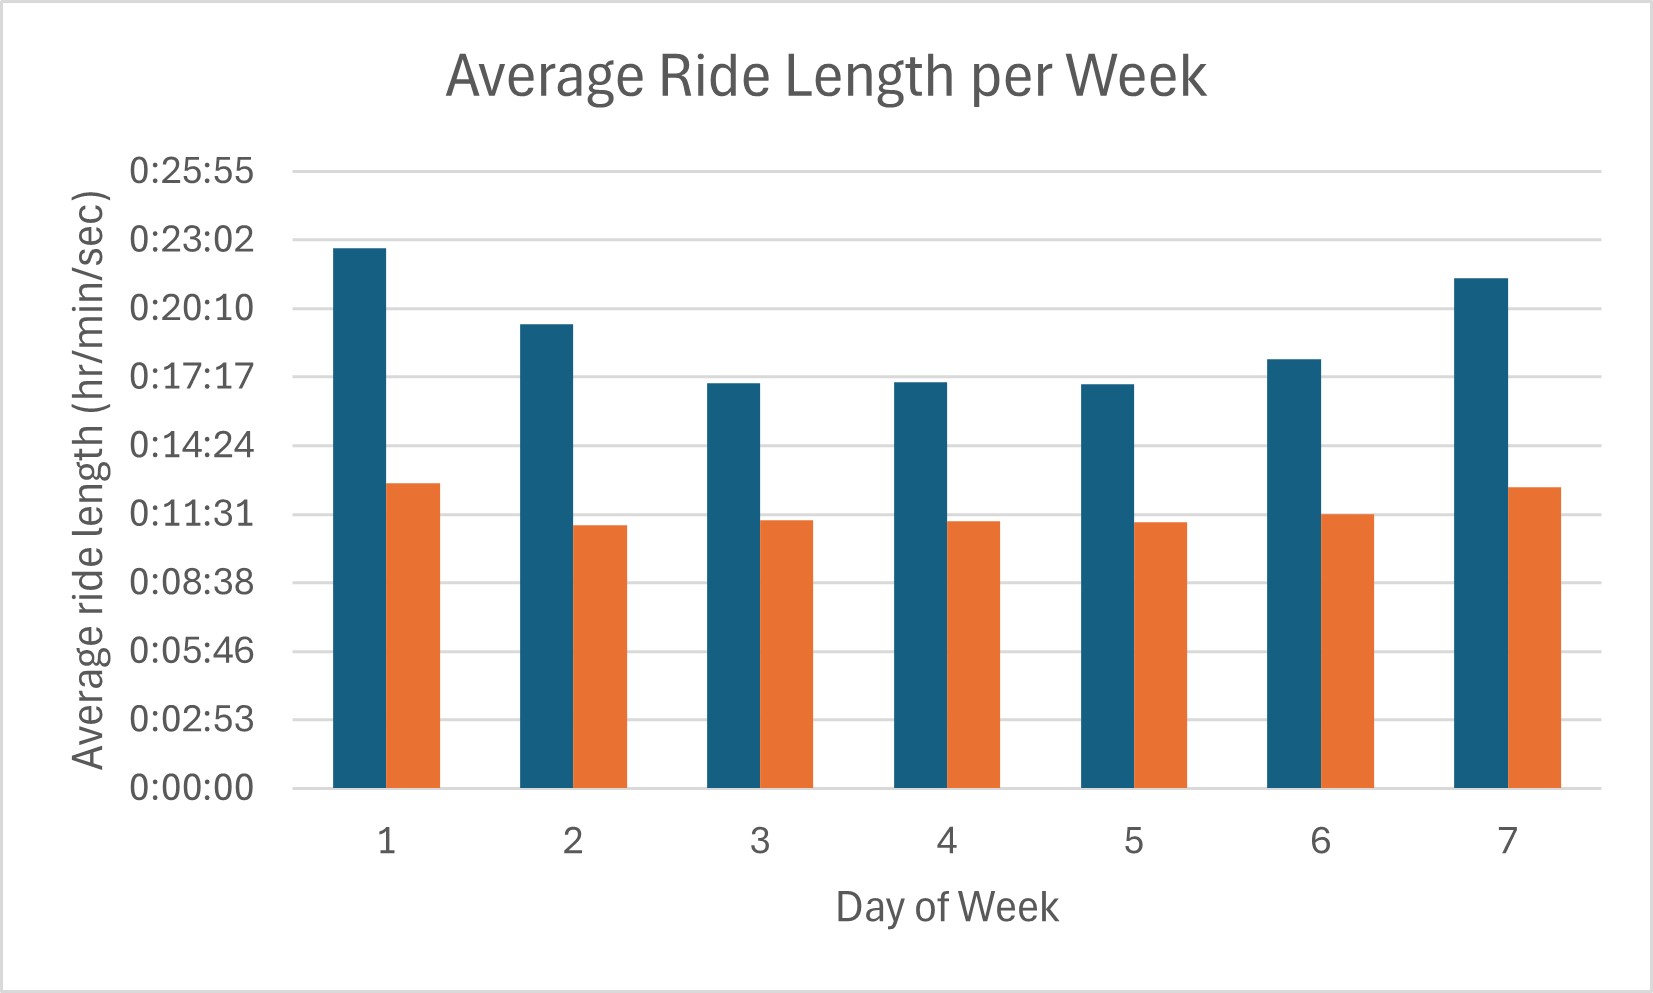 Average Ride Length per Week
Average ride length (hr/min/sec)
0:25:55
0:23:02
0:20:10
0:17:17
0:14:24
0:11:31
0:08:38
0:05:46
0:02:53
0:00:00
1 2 3 4 5 6 7
Day of Week